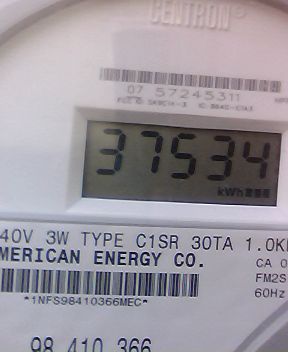 CENTRON®
07 57245311
37534
kWh
40V 3W TYPE C1SR 30TA 1.0K
MERICAN ENERGY CO.
CA 0
FM2S
60Hz
*1NFS98410366MEC*
98 410 366